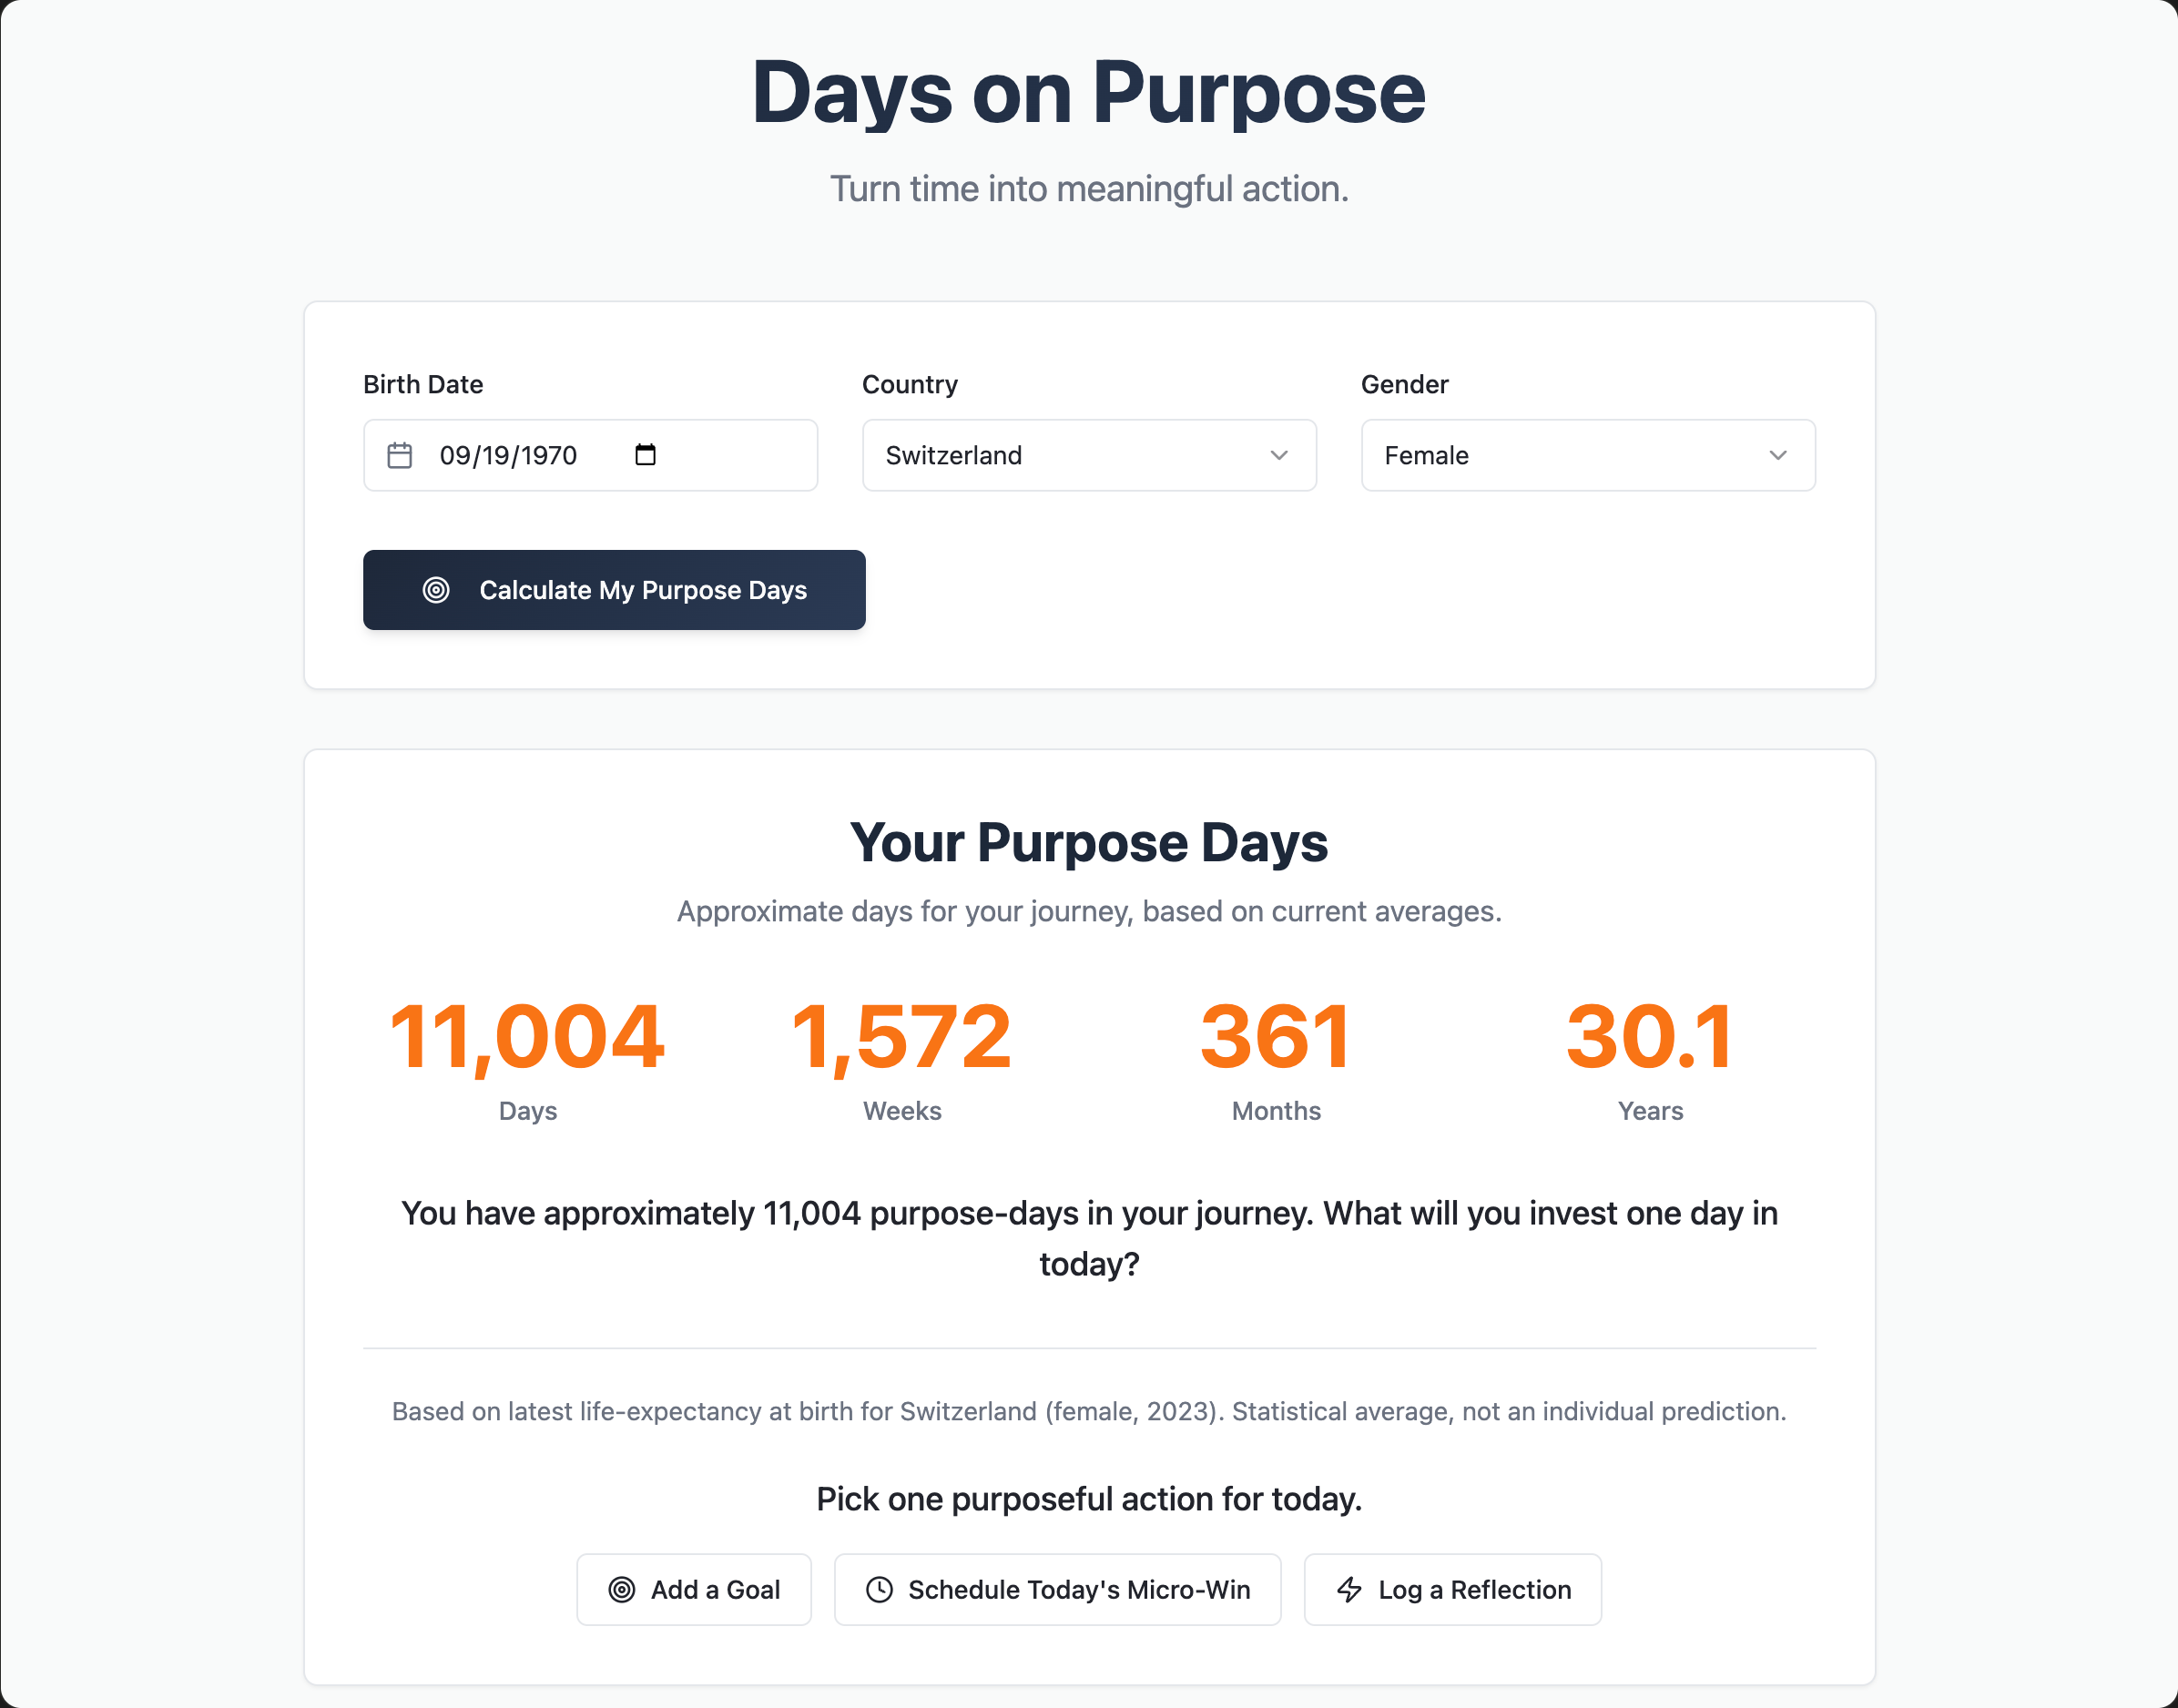 Days on Purpose
Turn time into meaningful action.
Birth Date
Country
Gender
09/19/1970
Switzerland
Female
Calculate My Purpose Days
Your Purpose Days
Approximate days for your journey, based on current averages.
11,004
1,572
361
30.1
Days
Weeks
Months
Years
You have approximately 11,004 purpose-days in your journey. What will you invest one day in
today?
Based on latest life-expectancy at birth for Switzerland (female, 2023). Statistical average, not an individual prediction.
Pick one purposeful action for today.
Add a Goal
Schedule Today's Micro-Win
Log a Reflection